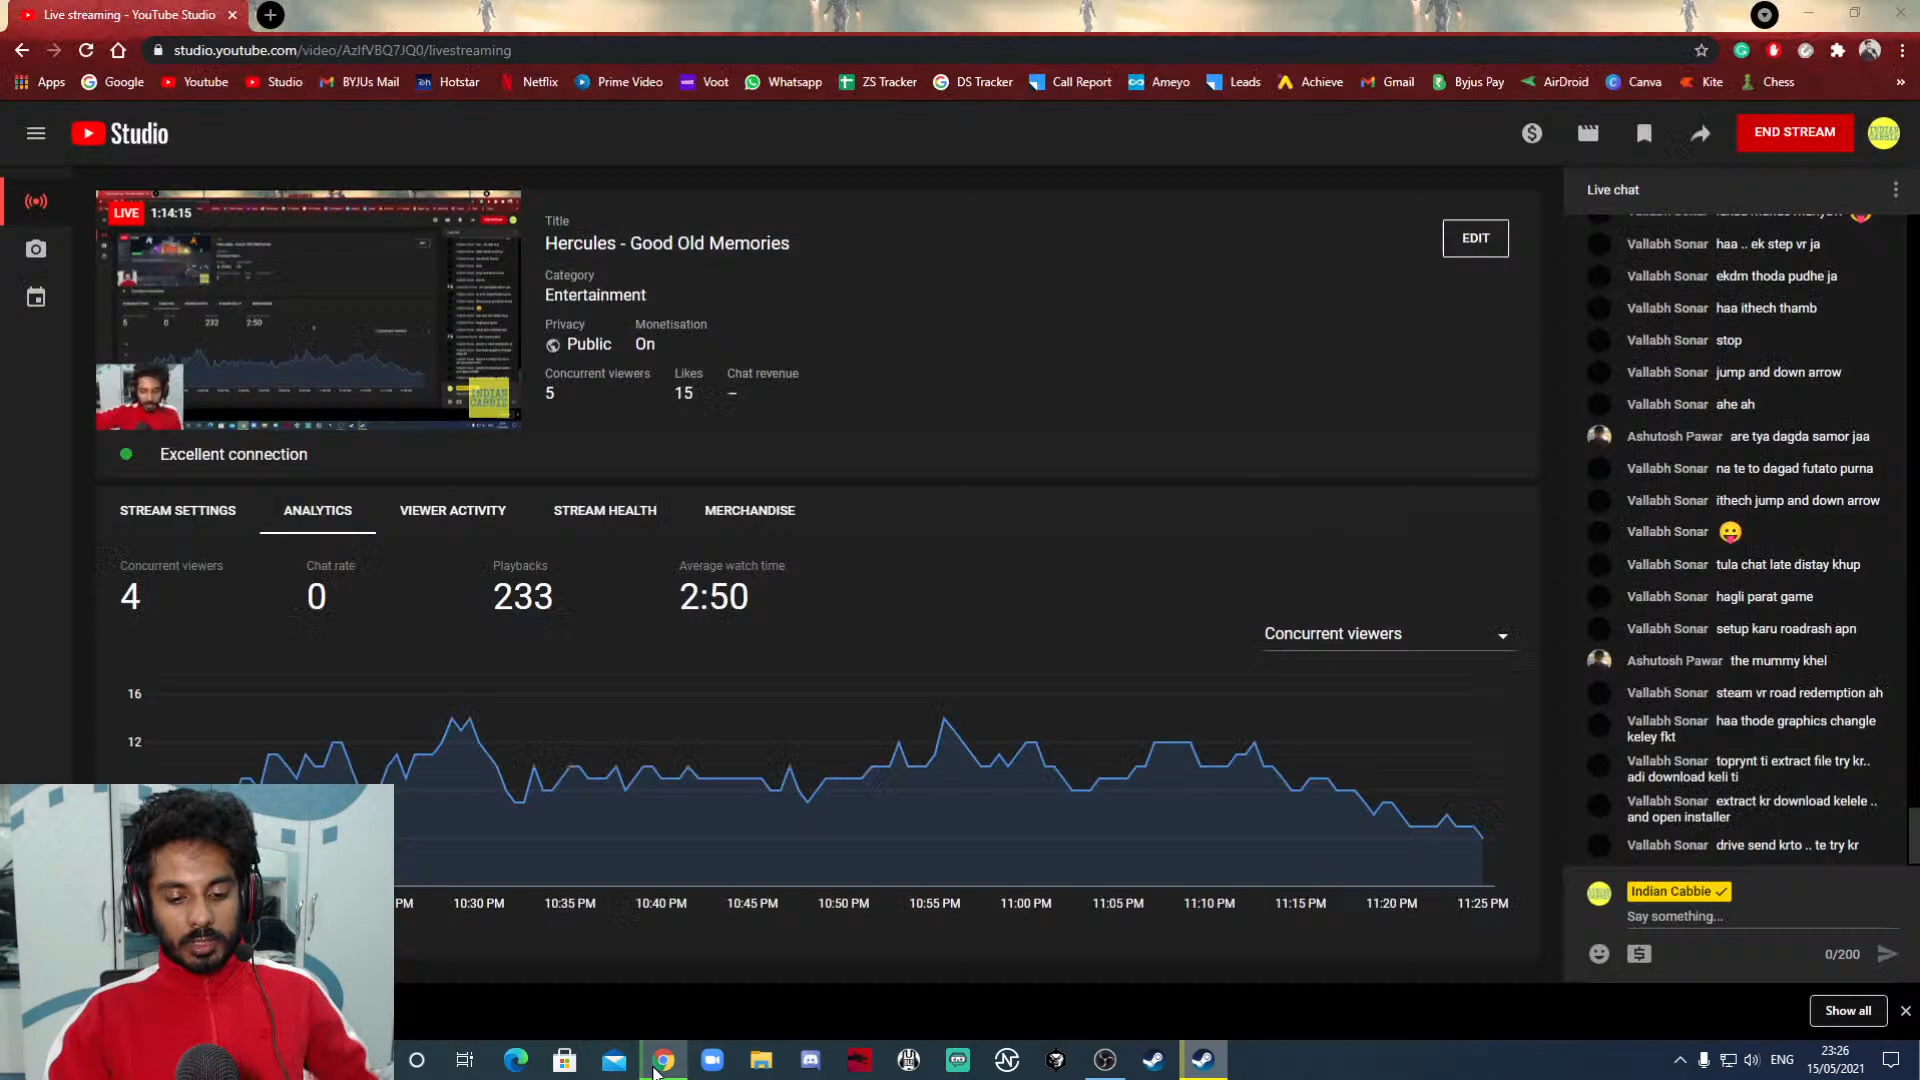 Live streaming - YouTube Studio
studio.youtube.com/video/AzIfVBQ7JQ0/livestreaming
Apps Google Youtube Studio BYJUs Mail Hotstar Netflix Prime Video Voot Whatsapp ZS Tracker DS Tracker Call Report Ameyo Leads Achieve Gmail Byjus Pay AirDroid Canva Kite Chess »
Studio
END STREAM
LIVE 1:14:15
Title
Hercules - Good Old Memories
EDIT
Category
Entertainment
Privacy Monetisation
Public On
Concurrent viewers Likes Chat revenue
5 15 –
Excellent connection
STREAM SETTINGS ANALYTICS VIEWER ACTIVITY STREAM HEALTH MERCHANDISE
Concurrent viewers Chat rate Playbacks Average watch time
4 0 233 2:50
Concurrent viewers
16
12
PM 10:30 PM 10:35 PM 10:40 PM 10:45 PM 10:50 PM 10:55 PM 11:00 PM 11:05 PM 11:10 PM 11:15 PM 11:20 PM 11:25 PM
Live chat
Vallabh Sonar haa .. ek step vr ja
Vallabh Sonar ekdm thoda pudhe ja
Vallabh Sonar haa ithech thamb
Vallabh Sonar stop
Vallabh Sonar jump and down arrow
Vallabh Sonar ahe ah
Ashutosh Pawar are tya dagda samor jaa
Vallabh Sonar na te to dagad futato purna
Vallabh Sonar ithech jump and down arrow
Vallabh Sonar 😛
Vallabh Sonar tula chat late distay khup
Vallabh Sonar hagli parat game
Vallabh Sonar setup karu roadrash apn
Ashutosh Pawar the mummy khel
Vallabh Sonar steam vr road redemption ah
Vallabh Sonar haa thode graphics changle
keley fkt
Vallabh Sonar toprynt ti extract file try kr..
adi download keli ti
Vallabh Sonar extract kr download kelele ..
and open installer
Vallabh Sonar drive send krto .. te try kr
Indian Cabbie
Say something...
0/200
Show all
ENG
23:26
15/05/2021
INDIAN
CABBIE